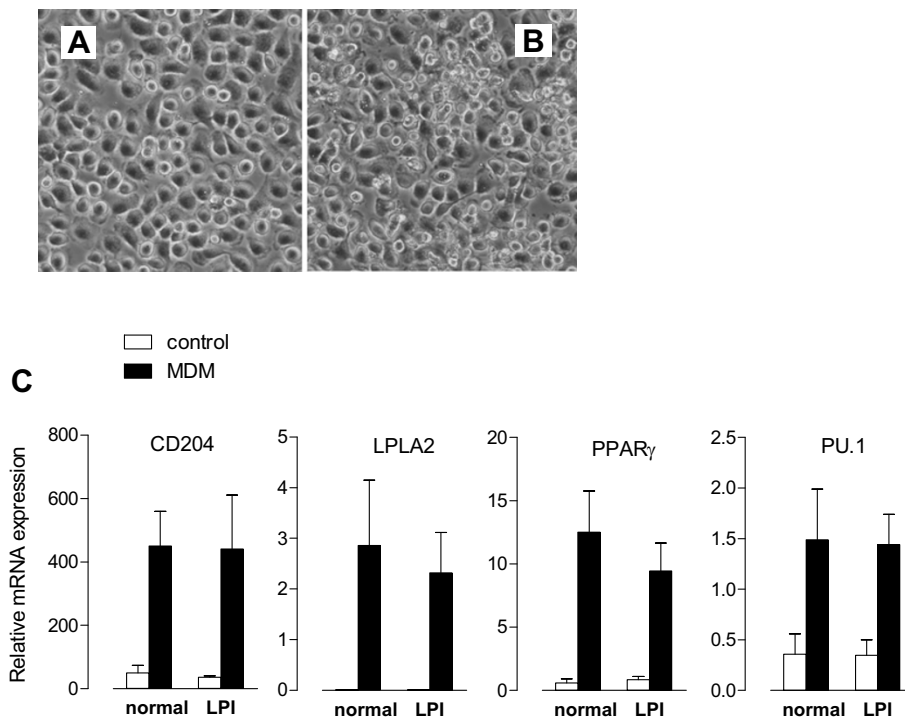 A
B
control
MDM
C
Relative mRNA expression
CD204
800
600
400
200
0
normal LPI
LPLA2
5
4
3
2
1
0
normal LPI
PPARγ
20
15
10
5
0
normal LPI
PU.1
2.5
2.0
1.5
1.0
0.5
0.0
normal LPI